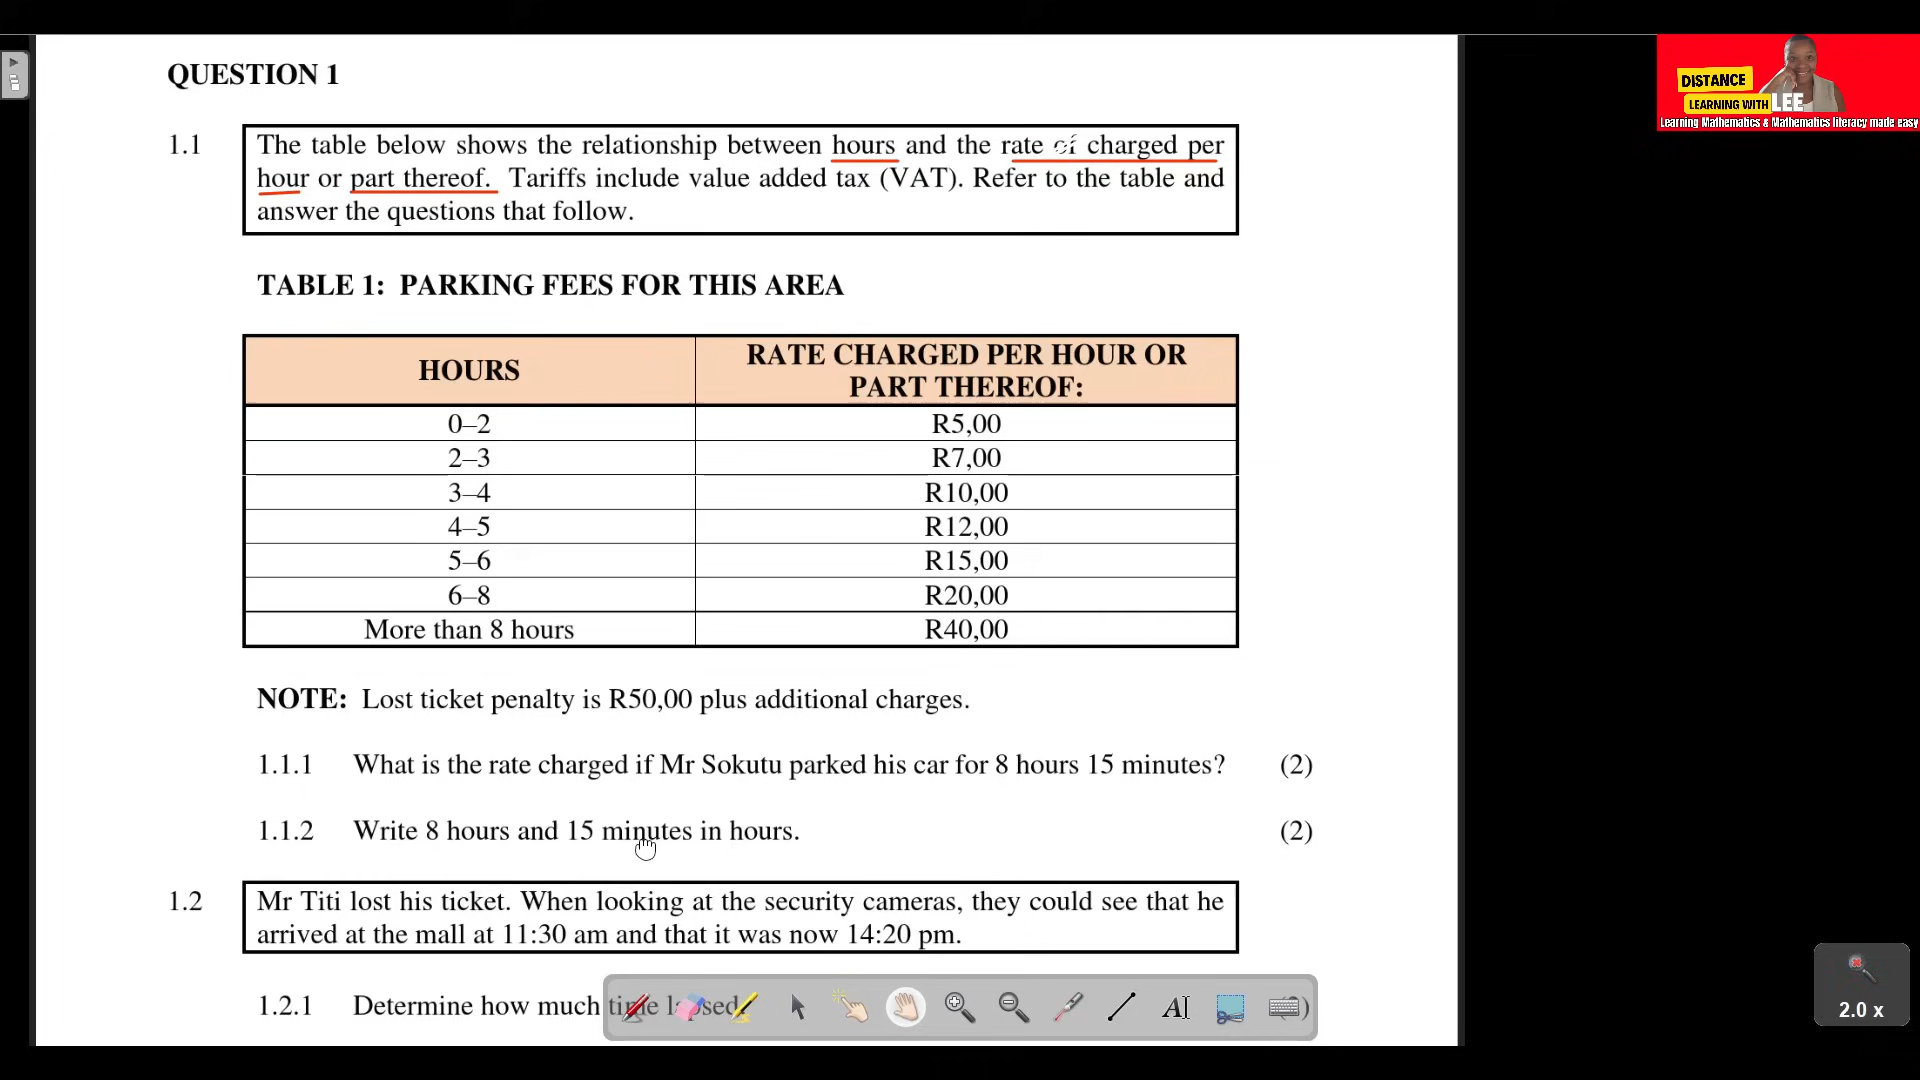 QUESTION 1
1.1 The table below shows the relationship between hours and the rate of charged per
hour or part thereof. Tariffs include value added tax (VAT). Refer to the table and
answer the questions that follow.
TABLE 1: PARKING FEES FOR THIS AREA
HOURS RATE CHARGED PER HOUR OR PART THEREOF:
0–2 R5,00
2–3 R7,00
3–4 R10,00
4–5 R12,00
5–6 R15,00
6–8 R20,00
More than 8 hours R40,00
NOTE: Lost ticket penalty is R50,00 plus additional charges.
1.1.1 What is the rate charged if Mr Sokutu parked his car for 8 hours 15 minutes? (2)
1.1.2 Write 8 hours and 15 minutes in hours. (2)
1.2 Mr Titi lost his ticket. When looking at the security cameras, they could see that he
arrived at the mall at 11:30 am and that it was now 14:20 pm.
1.2.1 Determine how much time lapsed
DISTANCE
LEARNING WITH LEE
Learning Mathematics & Mathematics literacy made easy
AI
2.0 x